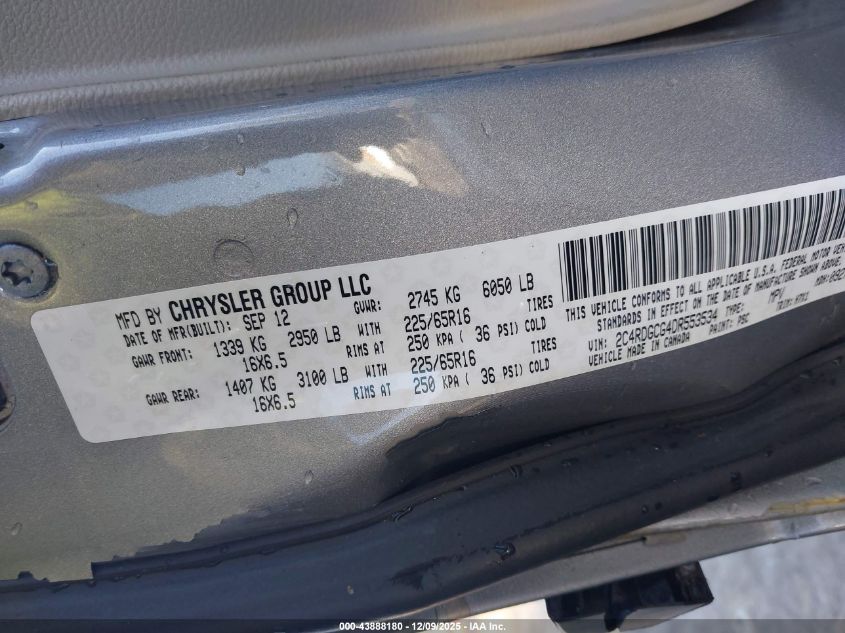 MFD BY CHRYSLER GROUP LLC
DATE OF MFR(BUILT): SEP 12 GVWR: 2745 KG 6050 LB
GAWR FRONT: 1339 KG 2950 LB WITH 225/65R16 TIRES
16X6.5 RIMS AT 250 KPA ( 36 PSI) COLD
GAWR REAR: 1407 KG 3100 LB WITH 225/65R16 TIRES
16X6.5 RIMS AT 250 KPA ( 36 PSI) COLD
THIS VEHICLE CONFORMS TO ALL APPLICABLE U.S.A. FEDERAL MOTOR
STANDARDS IN EFFECT ON THE DATE OF MANUFACTURE SHOWN ABOVE.
VIN: 2C4RDGCG4DR553534 TYPE: MPV
VEHICLE MADE IN CANADA PAINT: PSC
000-43888180 - 12/09/2025 - IAA Inc.